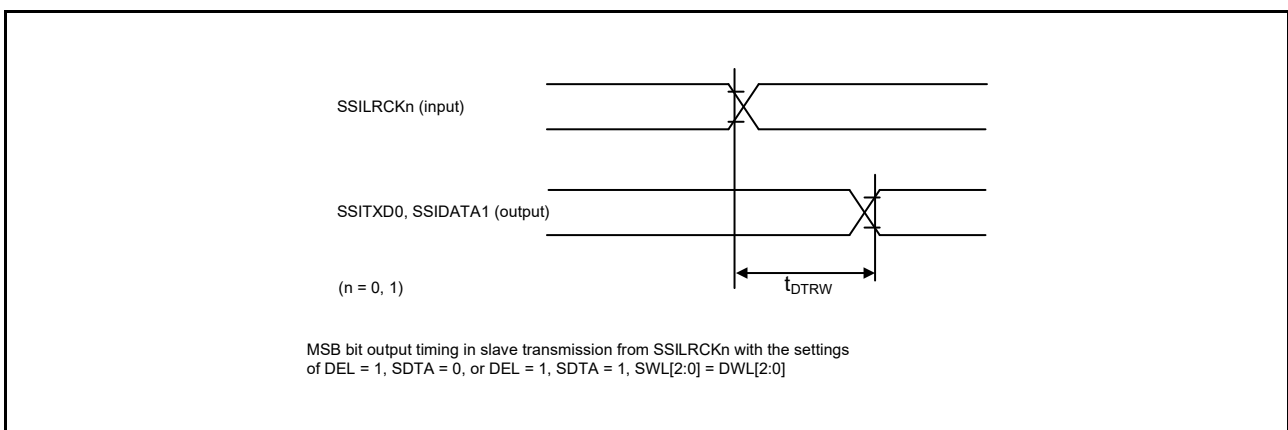 SSILRCKn (input)
SSITXD0, SSIDATA1 (output)
tDTRW
(n = 0, 1)
MSB bit output timing in slave transmission from SSILRCKn with the settings
of DEL = 1, SDTA = 0, or DEL = 1, SDTA = 1, SWL[2:0] = DWL[2:0]